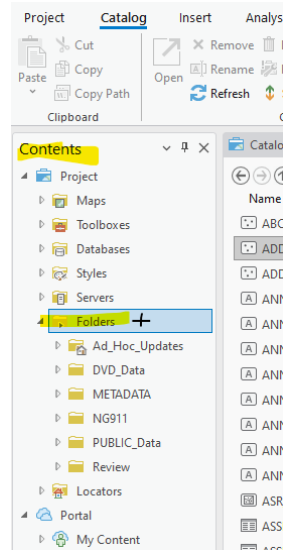 Project Catalog Insert Analys
Cut
Copy
Copy Path
Paste
Clipboard
Open
Remove
Rename
Refresh
Contents
Project
Maps
Toolboxes
Databases
Styles
Servers
Folders
Ad_Hoc_Updates
DVD_Data
METADATA
NG911
PUBLIC_Data
Review
Locators
Portal
My Content
Catalo
Name
ABC
ADD
ADD
ANN
ANN
ANN
ANN
ANN
ANN
ANN
ASR
ASS